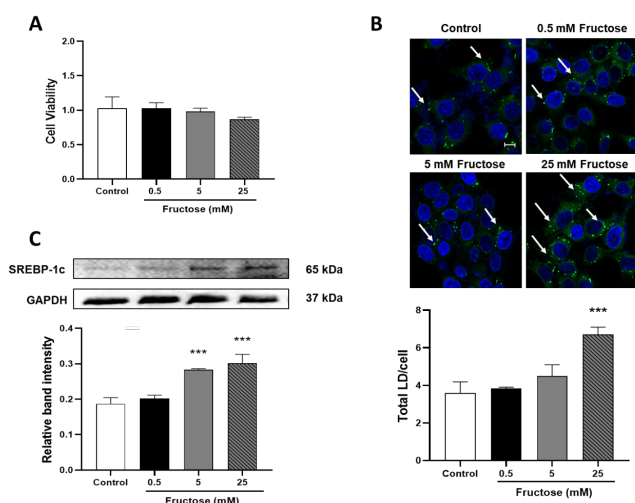 A
2.0
1.5
1.0
0.5
0.0
Cell Viability
Control 0.5 5 25
Fructose (mM)
B
Control 0.5 mM Fructose
5 mM Fructose 25 mM Fructose
8
6
4
2
0
Total LD/cell
***
Control 0.5 5 25
Fructose (mM)
C
SREBP-1c 65 kDa
GAPDH 37 kDa
0.4
0.3
0.2
0.1
0.0
Relative band intensity
*** ***
Control 0.5 5 25
Fructose (mM)